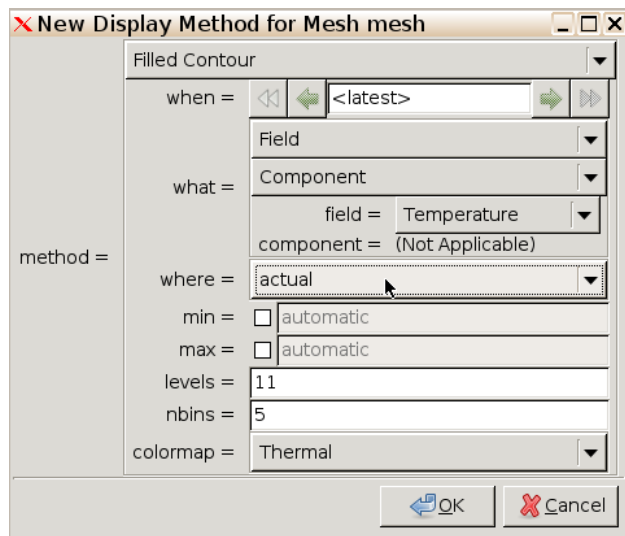 New Display Method for Mesh mesh
Filled Contour
when = <latest>
Field
what = Component
field = Temperature
component = (Not Applicable)
method =
where = actual
min = automatic
max = automatic
levels = 11
nbins = 5
colormap = Thermal
OK Cancel